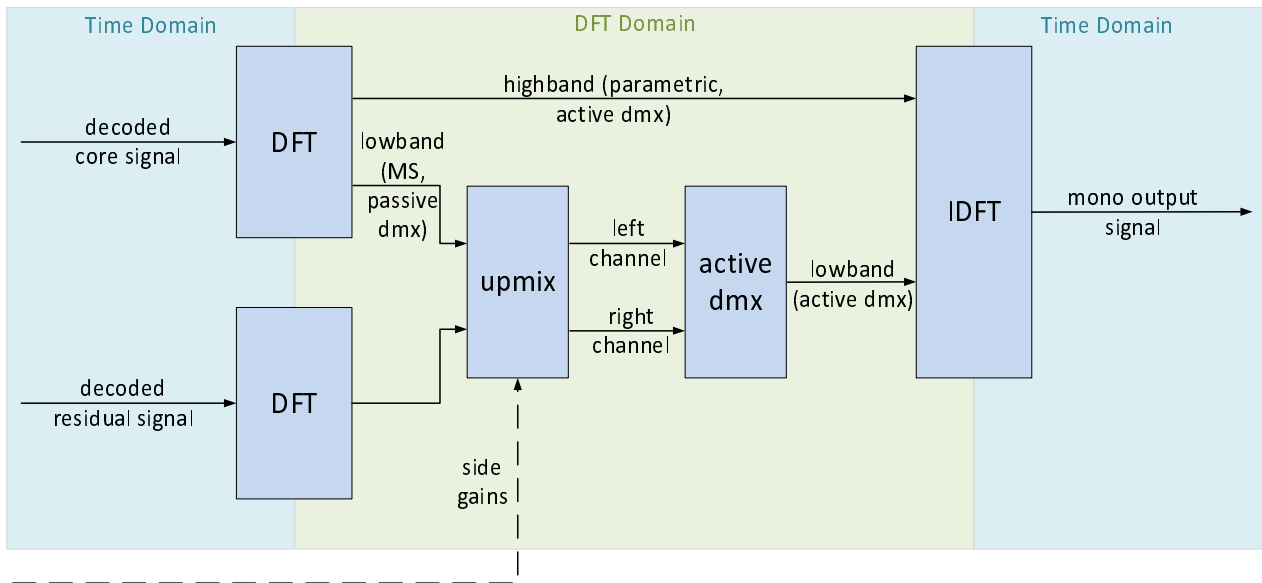 Time Domain
DFT Domain
Time Domain
highband (parametric,
active dmx)
decoded
core signal
DFT
lowband
(MS,
passive
dmx)
upmix
left
channel
right
channel
active
dmx
lowband
(active dmx)
IDFT
mono output
signal
decoded
residual signal
DFT
side
gains